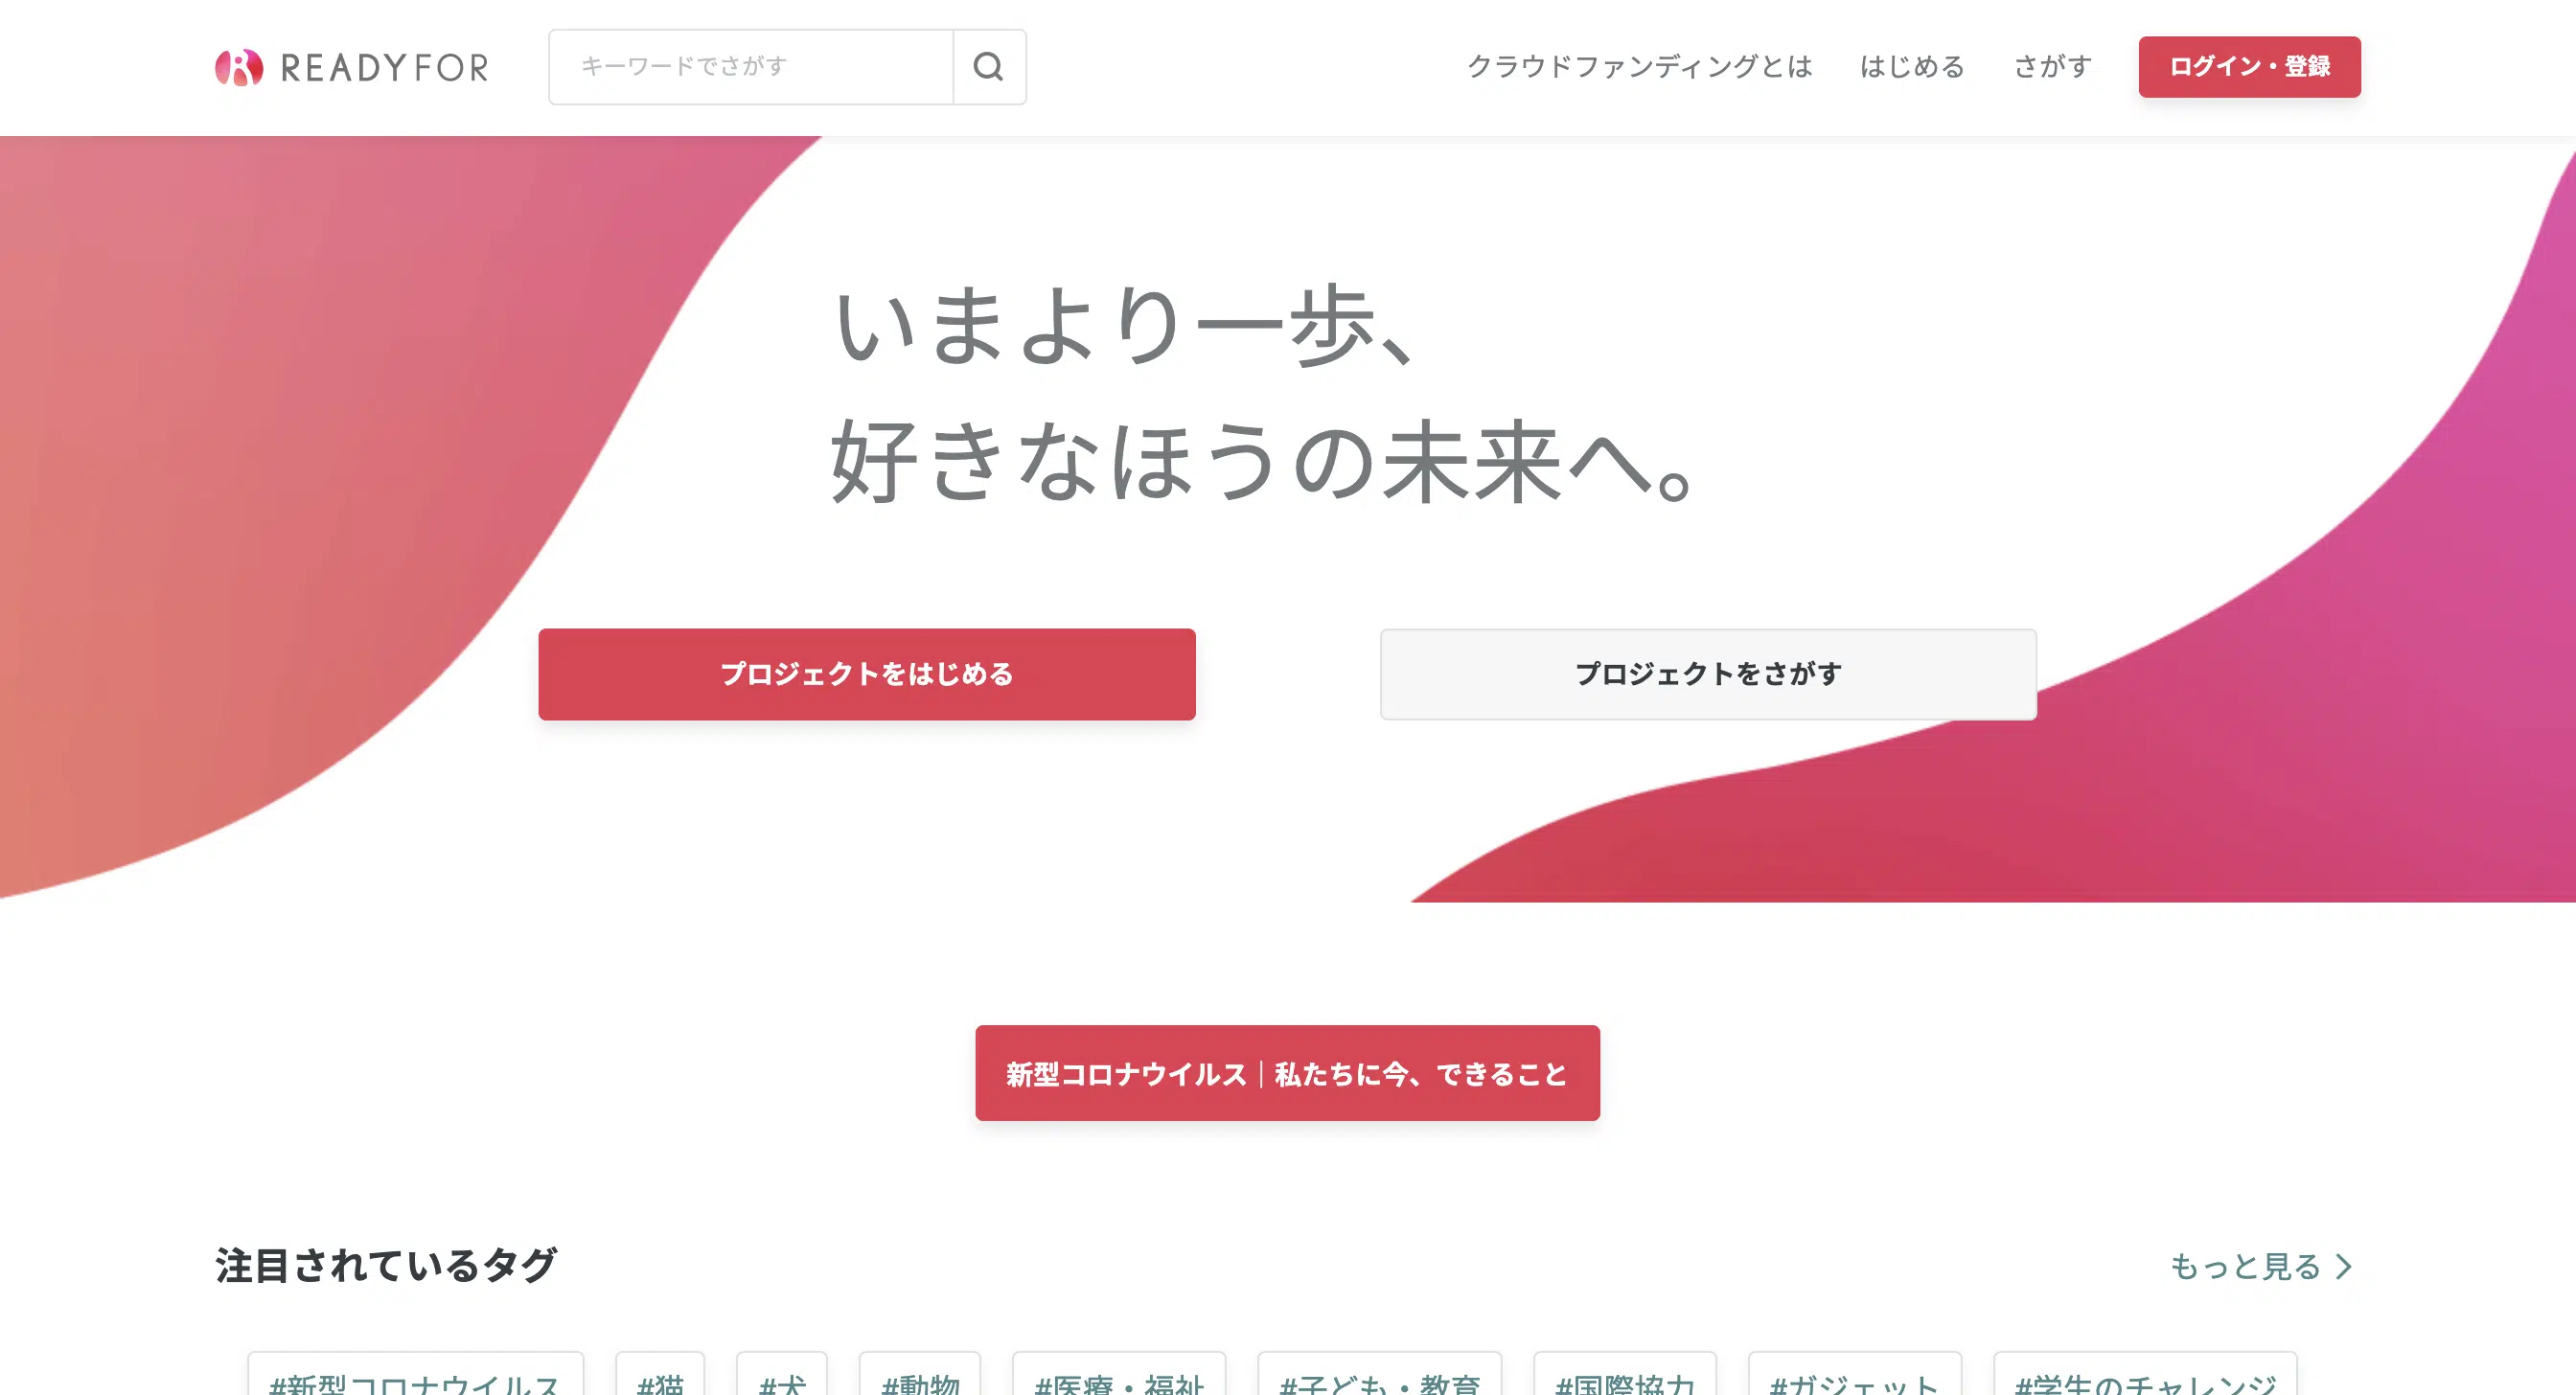 READYFOR
キーワードでさがす
クラウドファンディングとは
はじめる
さがす
ログイン・登録
いまより一歩、
好きなほうの未来へ。
プロジェクトをはじめる
プロジェクトをさがす
新型コロナウイルス｜私たちに今、できること
注目されているタグ
もっと見る
#新型コロナウイルス
#猫
#犬
#動物
#医療・福祉
#子ども・教育
#国際協力
#ガジェット
#学生のチャレンジ